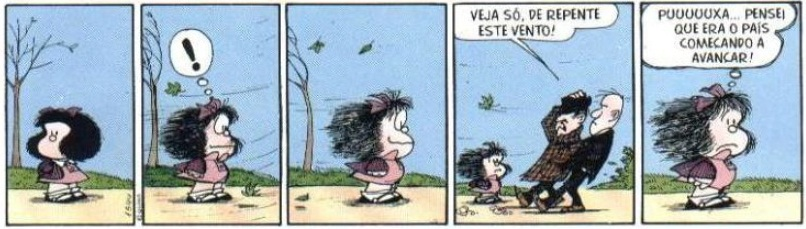 !
VEJA SÓ, DE REPENTE
ESTE VENTO!
PUUUUUXA... PENSEI
QUE ERA O PAÍS
COMEÇANDO A
AVANÇAR!